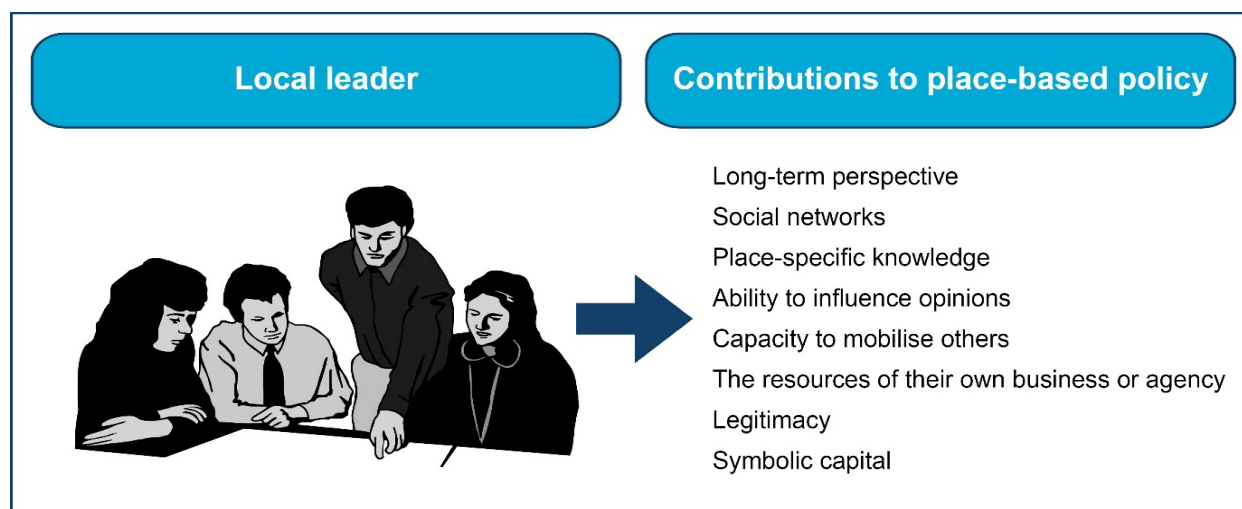 Local leader
Contributions to place-based policy
Long-term perspective
Social networks
Place-specific knowledge
Ability to influence opinions
Capacity to mobilise others
The resources of their own business or agency
Legitimacy
Symbolic capital